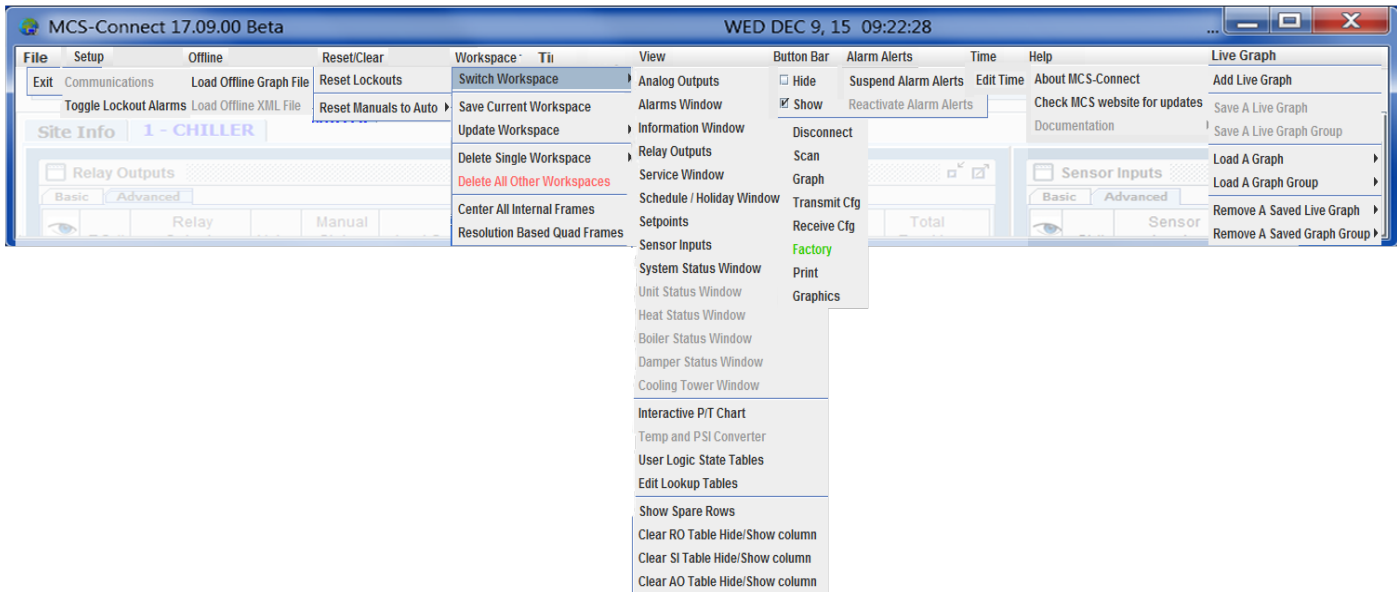 MCS-Connect 17.09.00 Beta WED DEC 9, 15 09:22:28 ...
File Setup Offline Reset/Clear Workspace Ti View Button Bar Alarm Alerts Time Help Live Graph
Exit
Communications
Toggle Lockout Alarms
Load Offline Graph File
Load Offline XML File
Reset Lockouts
Reset Manuals to Auto
Switch Workspace
Save Current Workspace
Update Workspace
Delete Single Workspace
Delete All Other Workspaces
Center All Internal Frames
Resolution Based Quad Frames
Analog Outputs
Alarms Window
Information Window
Relay Outputs
Service Window
Schedule / Holiday Window
Setpoints
Sensor Inputs
System Status Window
Unit Status Window
Heat Status Window
Boiler Status Window
Damper Status Window
Cooling Tower Window
Interactive P/T Chart
Temp and PSI Converter
User Logic State Tables
Edit Lookup Tables
Show Spare Rows
Clear RO Table Hide/Show column
Clear SI Table Hide/Show column
Clear AO Table Hide/Show column
Hide
Show
Disconnect
Scan
Graph
Transmit Cfg
Receive Cfg
Factory
Print
Graphics
Suspend Alarm Alerts
Reactivate Alarm Alerts
Edit Time
About MCS-Connect
Check MCS website for updates
Documentation
Add Live Graph
Save A Live Graph
Save A Live Graph Group
Load A Graph
Load A Graph Group
Remove A Saved Live Graph
Remove A Saved Graph Group
Site Info 1 - CHILLER
Relay Outputs
Basic Advanced
Relay Manual Total
Sensor Inputs
Basic Advanced
Sensor